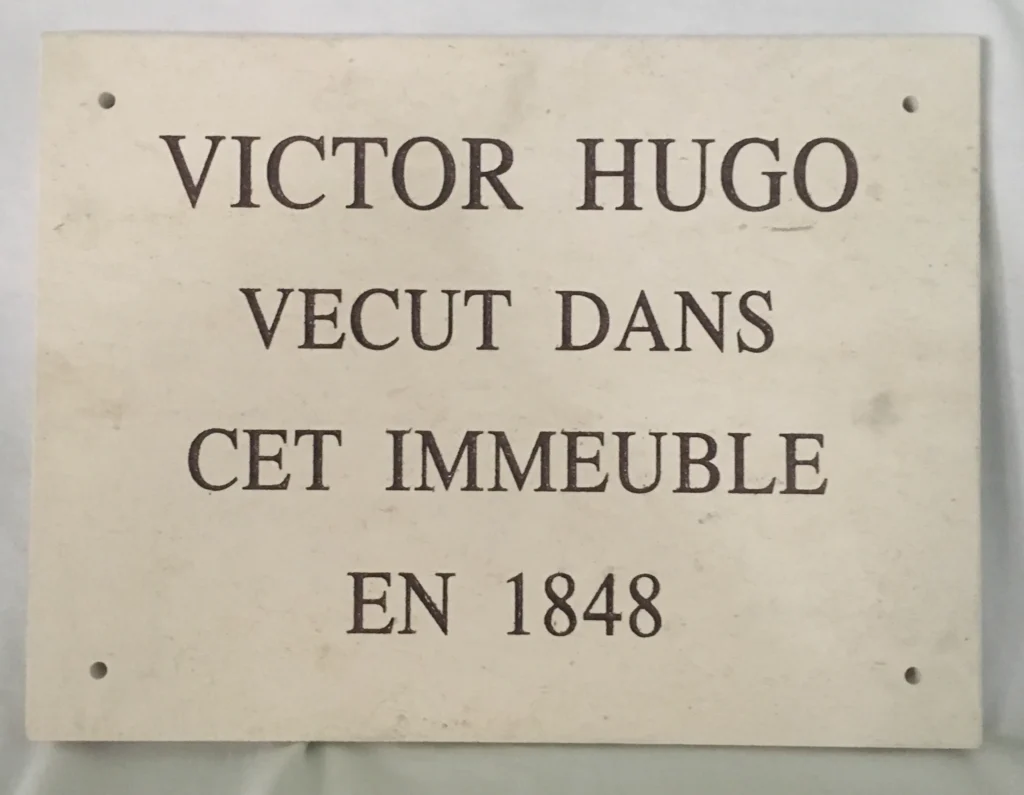 VICTOR HUGO
VECUT DANS
CET IMMEUBLE
EN 1848